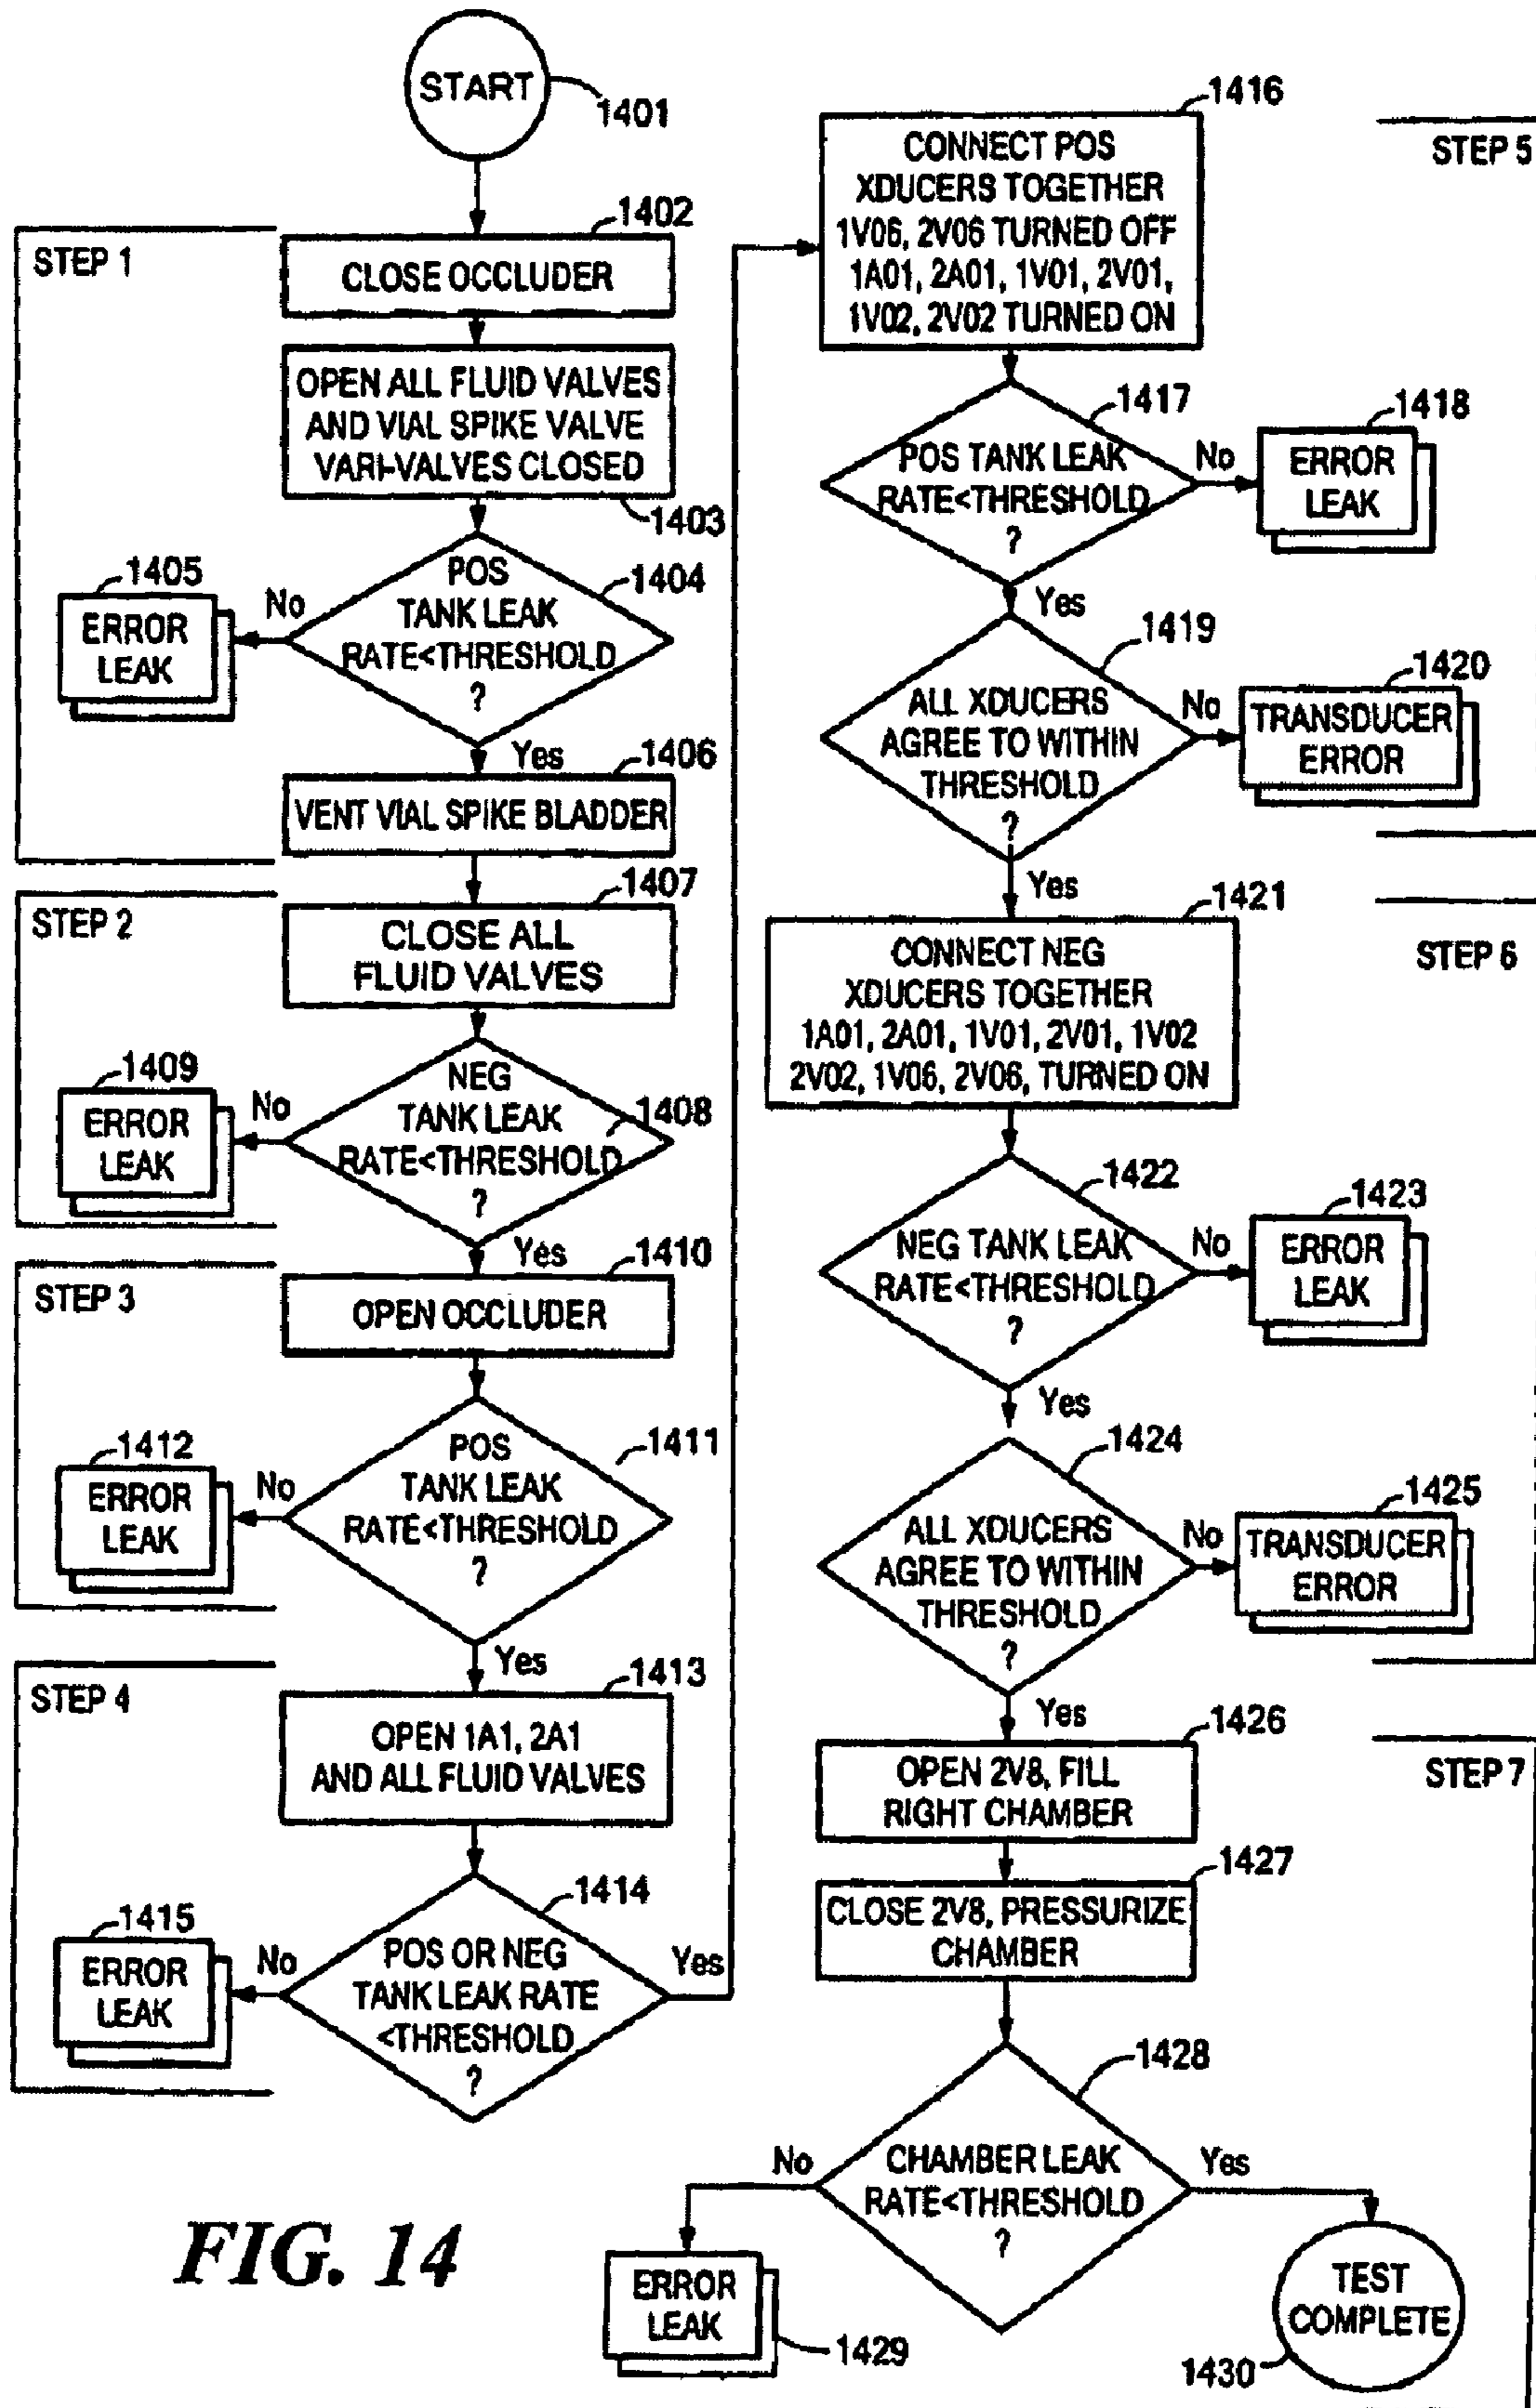 START
1401
STEP 1
1402
CLOSE OCCLUDER
OPEN ALL FLUID VALVES
AND VIAL SPIKE VALVE
VARI-VALVES CLOSED
1403
POS
TANK LEAK
RATE<THRESHOLD
?
1404
No
1405
ERROR
LEAK
Yes
1406
VENT VIAL SPIKE BLADDER
STEP 2
1407
CLOSE ALL
FLUID VALVES
NEG
TANK LEAK
RATE<THRESHOLD
?
1408
No
1409
ERROR
LEAK
Yes
STEP 3
1410
OPEN OCCLUDER
POS
TANK LEAK
RATE<THRESHOLD
?
1411
No
1412
ERROR
LEAK
Yes
STEP 4
1413
OPEN 1A1, 2A1
AND ALL FLUID VALVES
1414
POS OR NEG
TANK LEAK RATE
<THRESHOLD
?
No
1415
ERROR
LEAK
Yes
STEP 5
1416
CONNECT POS
XDUCERS TOGETHER
1V06, 2V06 TURNED OFF
1A01, 2A01, 1V01, 2V01,
1V02, 2V02 TURNED ON
1417
POS TANK LEAK
RATE<THRESHOLD
?
No
1418
ERROR
LEAK
Yes
1419
ALL XDUCERS
AGREE TO WITHIN
THRESHOLD
?
No
1420
TRANSDUCER
ERROR
Yes
STEP 6
1421
CONNECT NEG
XDUCERS TOGETHER
1A01, 2A01, 1V01, 2V01, 1V02
2V02, 1V06, 2V06, TURNED ON
1422
NEG TANK LEAK
RATE<THRESHOLD
?
No
1423
ERROR
LEAK
Yes
1424
ALL XDUCERS
AGREE TO WITHIN
THRESHOLD
?
No
1425
TRANSDUCER
ERROR
Yes
STEP 7
1426
OPEN 2V8, FILL
RIGHT CHAMBER
1427
CLOSE 2V8, PRESSURIZE
CHAMBER
1428
CHAMBER LEAK
RATE<THRESHOLD
?
No
ERROR
LEAK
1429
Yes
TEST
COMPLETE
1430
FIG. 14